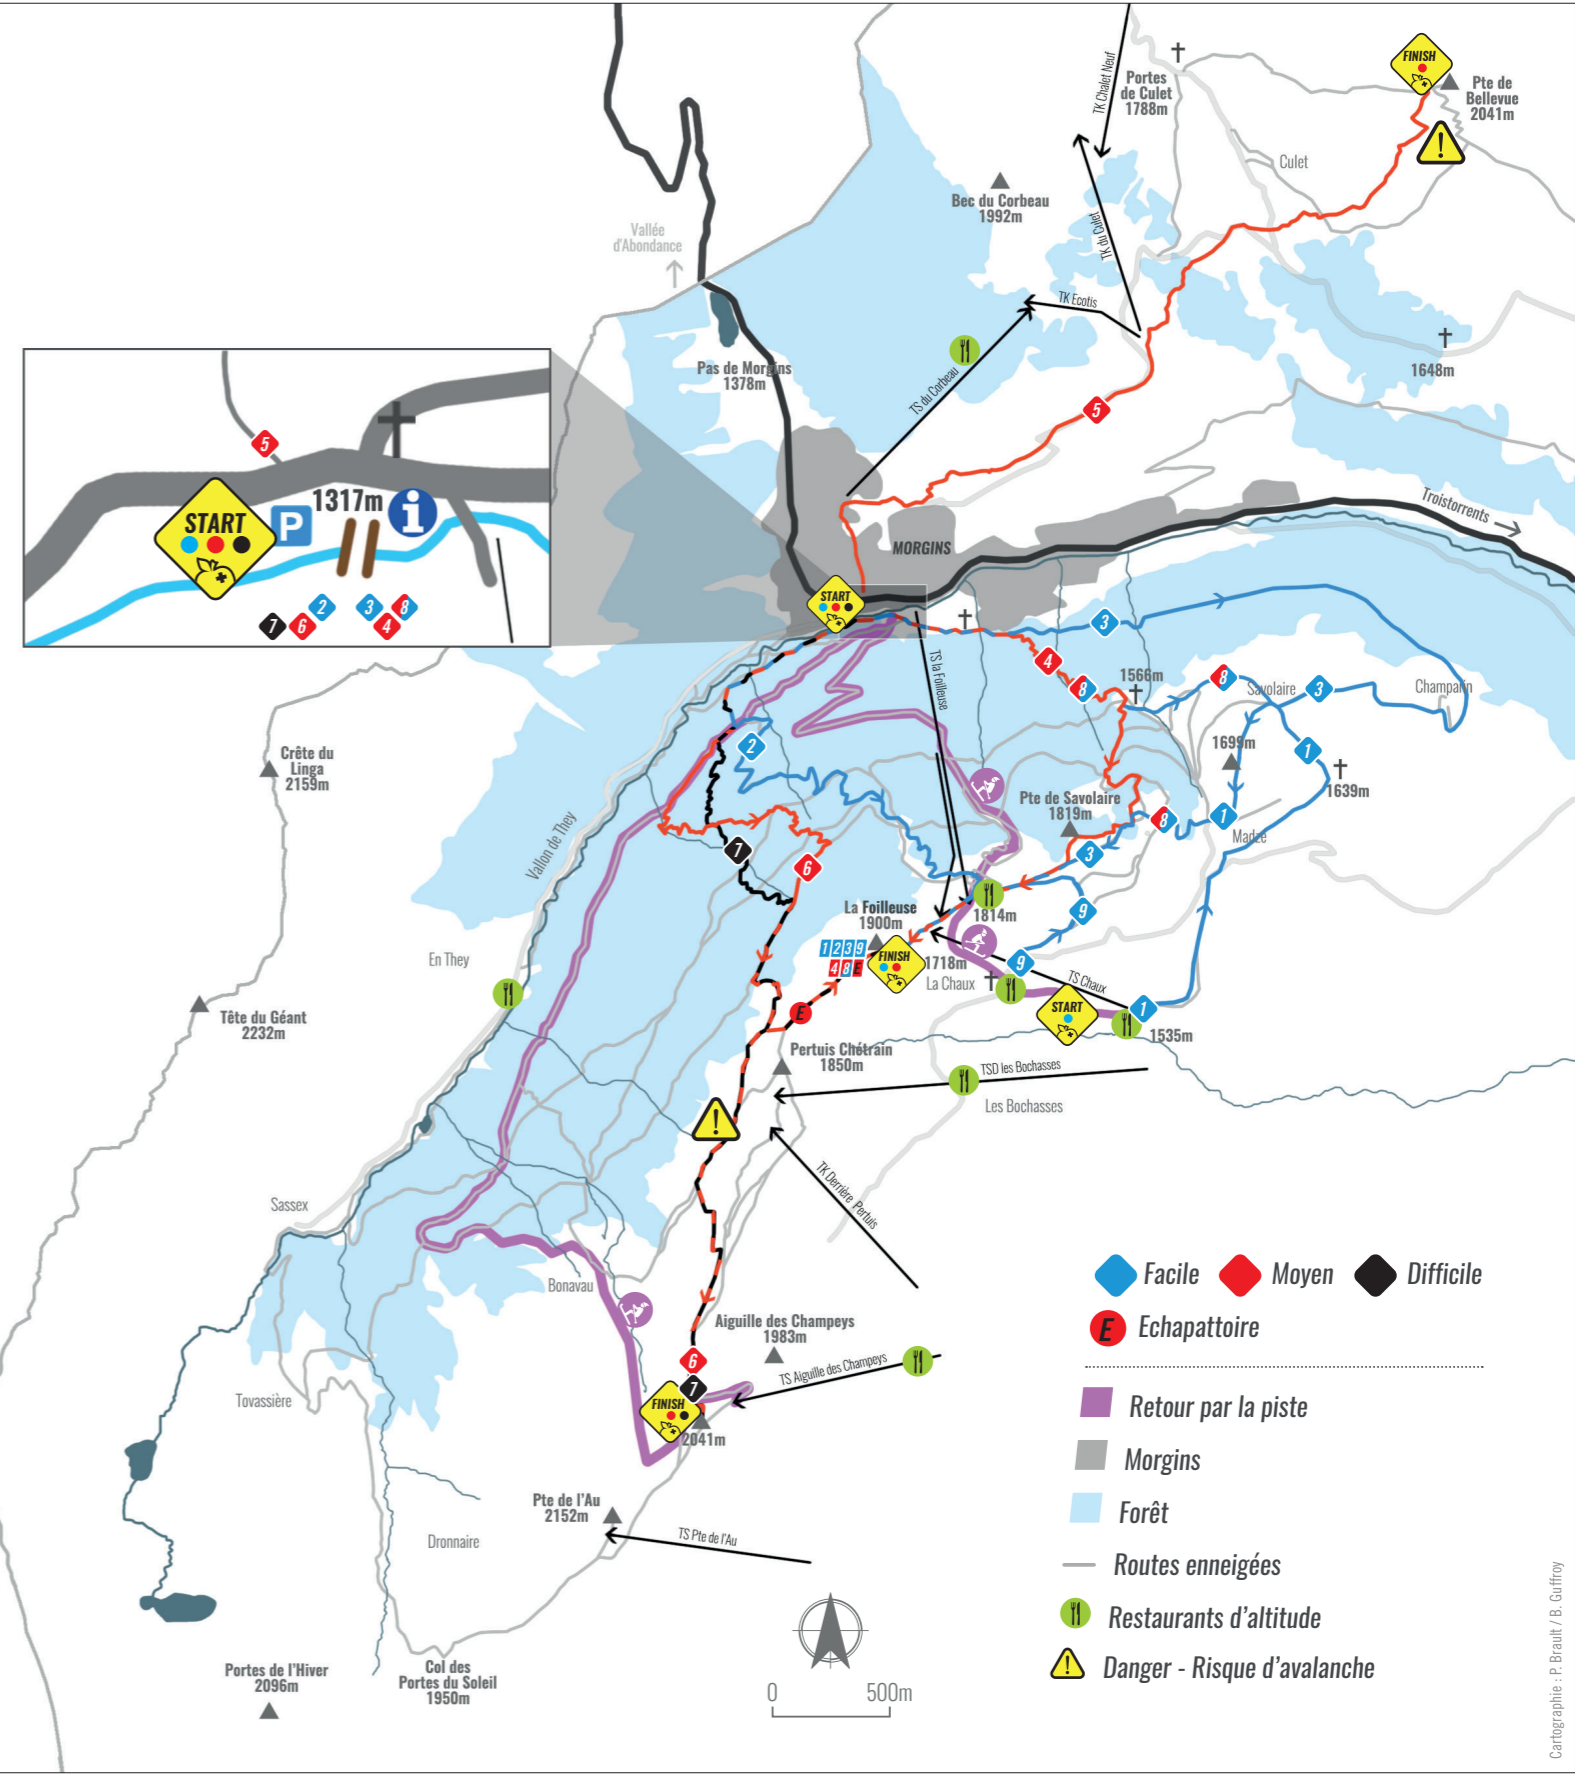 FINISH
Pte de
Bellevue
2041m
Portes
de Culet
1788m
TK Chalet Neuf
Culet
Bec du Corbeau
1992m
TK du Culet
Vallée
d'Abondance
TK Ecotis
Pas de Morgins
1378m
1648m
TS du Corbeau
5
5
1317m
START
P
i
2
3
8
7
6
4
Troistorrents
MORGINS
START
3
TS la Foilleuse
4
8
1566m
8
Savolaire
3
Champarin
2
1699m
1
1639m
Crête du
Linga
2159m
Pte de Savolaire
1819m
8
1
Madze
Vallon de They
7
6
3
1814m
9
La Foilleuse
1900m
1 2 3 9
4 8 E
FINISH
1718m
La Chaux
9
TS Chaux
START
1
1535m
En They
Tête du Géant
2232m
E
Pertuis Chétrain
1850m
TSD les Bochasses
Les Bochasses
TK Derrière Pertuis
Sassex
Bonavau
Aiguille des Champeys
1983m
TS Aiguille des Champeys
6
7
FINISH
2041m
Tovassière
Pte de l'Au
2152m
TS Pte de l'Au
Dronnaire
Portes de l'Hiver
2096m
Col des
Portes du Soleil
1950m
0 500m
Facile Moyen Difficile
E Echapattoire
Retour par la piste
Morgins
Forêt
Routes enneigées
Restaurants d'altitude
Danger - Risque d'avalanche
Cartographie : P. Brault / B. Guffroy